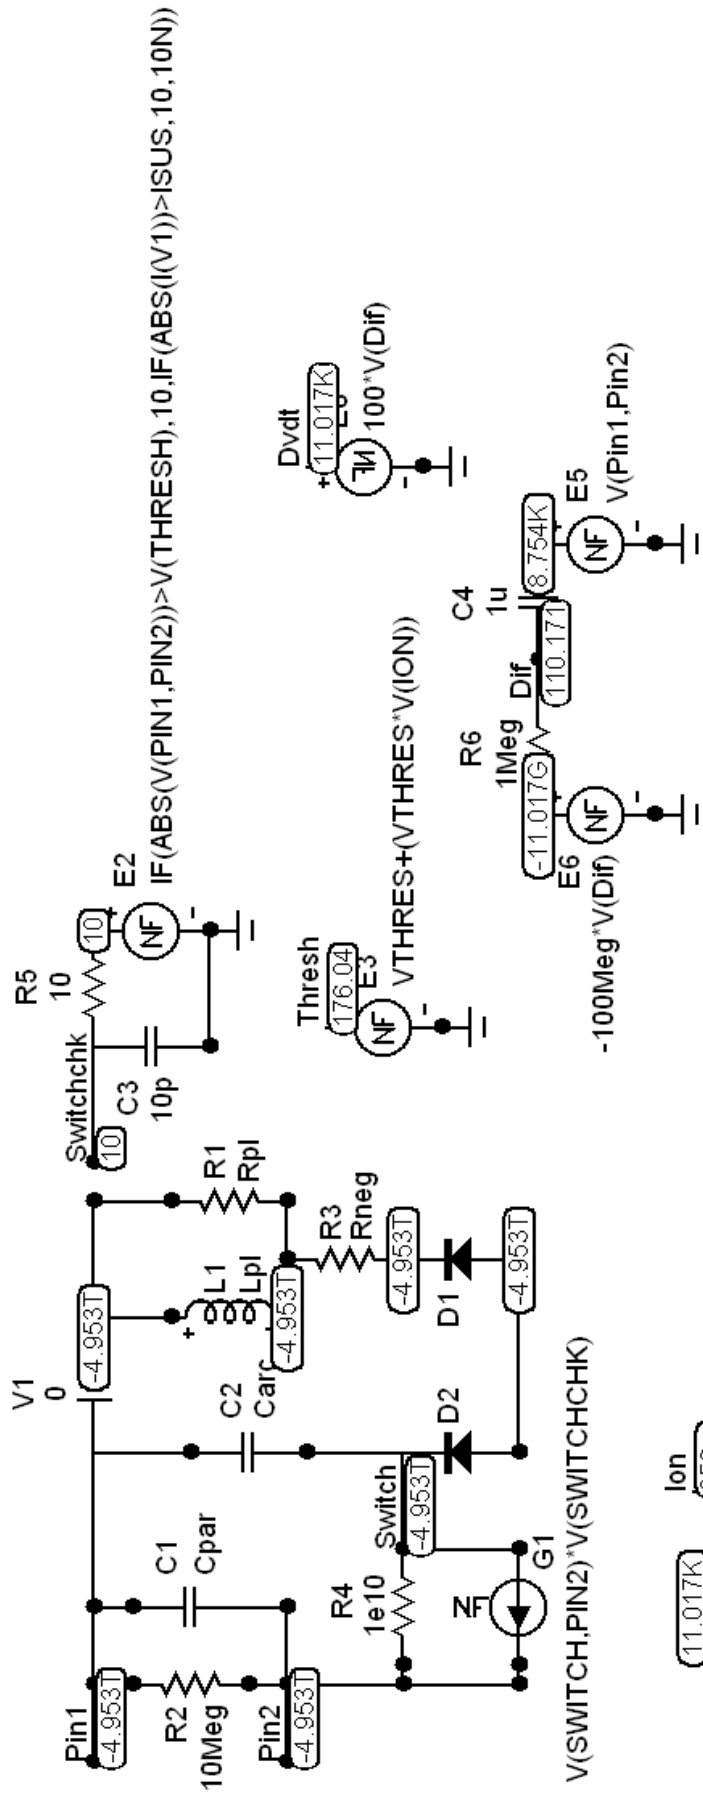 V1
0
Pin1
-4.953T
R2
10Meg
Pin2
-4.953T
C1
Cpar
C2
Carc
-4.953T
+
L1
Lpl
-4.953T
R1
Rpl
R3
Rneg
-4.953T
D1
-4.953T
D2
Switch
-4.953T
R4
1e10
NF
G1
V(SWITCH,PIN2)*V(SWITCHCHK)
Switchchk
10
C3
10p
R5
10
10
+
E2
NF
-
IF(ABS(V(PIN1,PIN2))>V(THRESH),10,IF(ABS(I(V1))>ISUS,10,10N))
Thresh
176.04
E3
NF
-
VTHRES+(VTHRES*V(ION))
Dvdt
11.017K
+
NF
-
100*V(Dif)
-11.017G
+
E6
NF
-
-100Meg*V(Dif)
R6
1Meg
Dif
110.171
C4
1u
8.754K
+
E5
NF
-
V(Pin1,Pin2)
11.017K
Ion